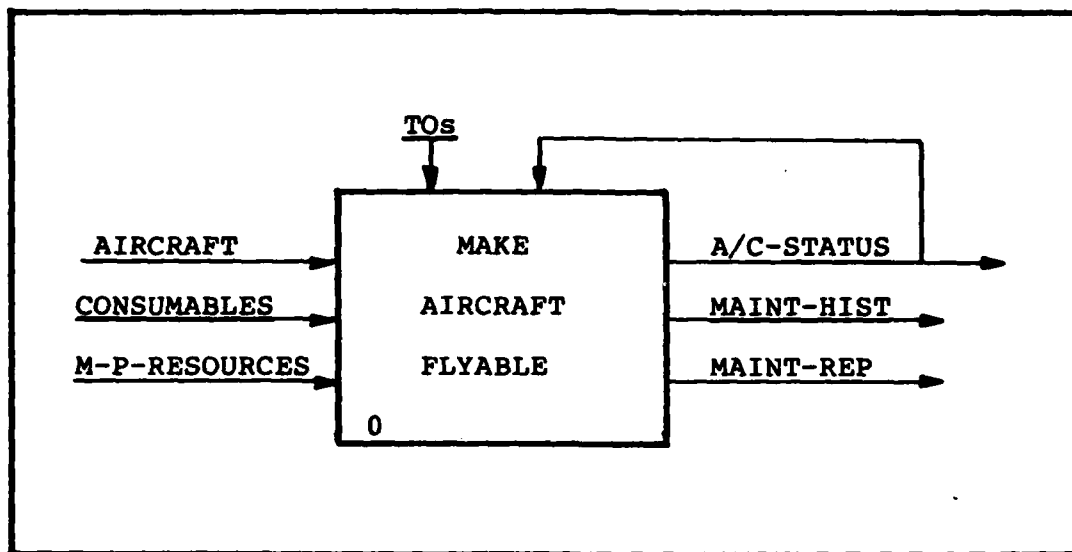 TOs
AIRCRAFT
CONSUMABLES
M-P-RESOURCES
MAKE
AIRCRAFT
FLYABLE
0
A/C-STATUS
MAINT-HIST
MAINT-REP